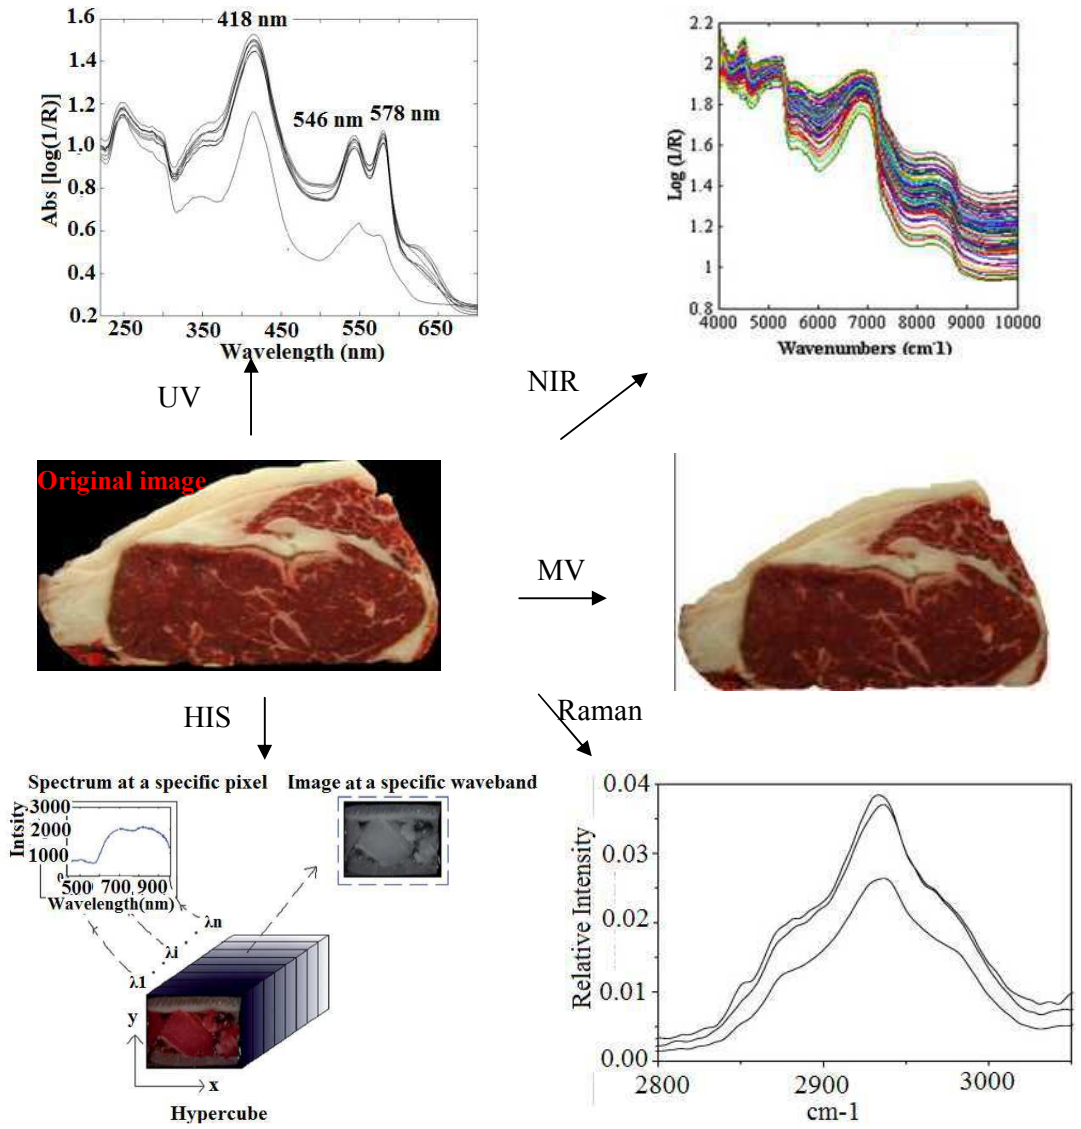 418 nm
546 nm
578 nm
Abs [log(1/R)]
1.6
1.4
1.2
1.0
0.8
0.6
0.4
0.2
250 350 450 550 650
Wavelength (nm)
2.2
2
1.8
1.6
1.4
1.2
1
0.8
Log (1/R)
4000 5000 6000 7000 8000 9000 10000
Wavenumbers (cm-1)
UV
NIR
Original image
MV
HIS
Raman
Spectrum at a specific pixel
Image at a specific waveband
Intsity
3000
2000
1000
0
500 700 900
Wavelength(nm)
λn
λi
λ1
y
x
Hypercube
Relative Intensity
0.04
0.03
0.02
0.01
0.00
2800 2900 3000
cm-1